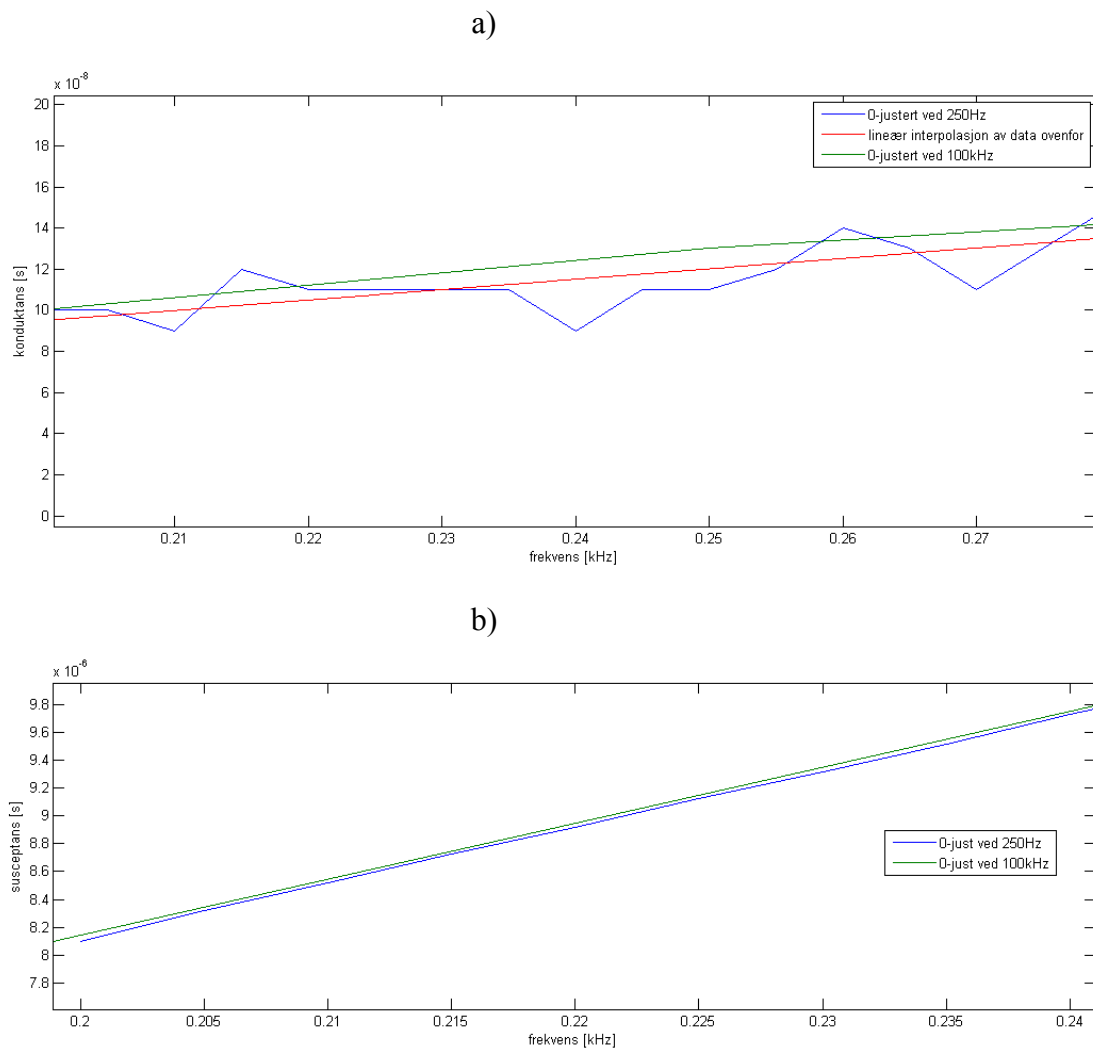 a)
x 10^-8
20
18
16
14
12
10
8
6
4
2
0
konduktans [s]
0-justert ved 250Hz
lineær interpolasjon av data ovenfor
0-justert ved 100kHz
0.21 0.22 0.23 0.24 0.25 0.26 0.27
frekvens [kHz]
b)
x 10^-6
9.8
9.6
9.4
9.2
9
8.8
8.6
8.4
8.2
8
7.8
susceptans [s]
0-just ved 250Hz
0-just ved 100kHz
0.2 0.205 0.21 0.215 0.22 0.225 0.23 0.235 0.24
frekvens [kHz]